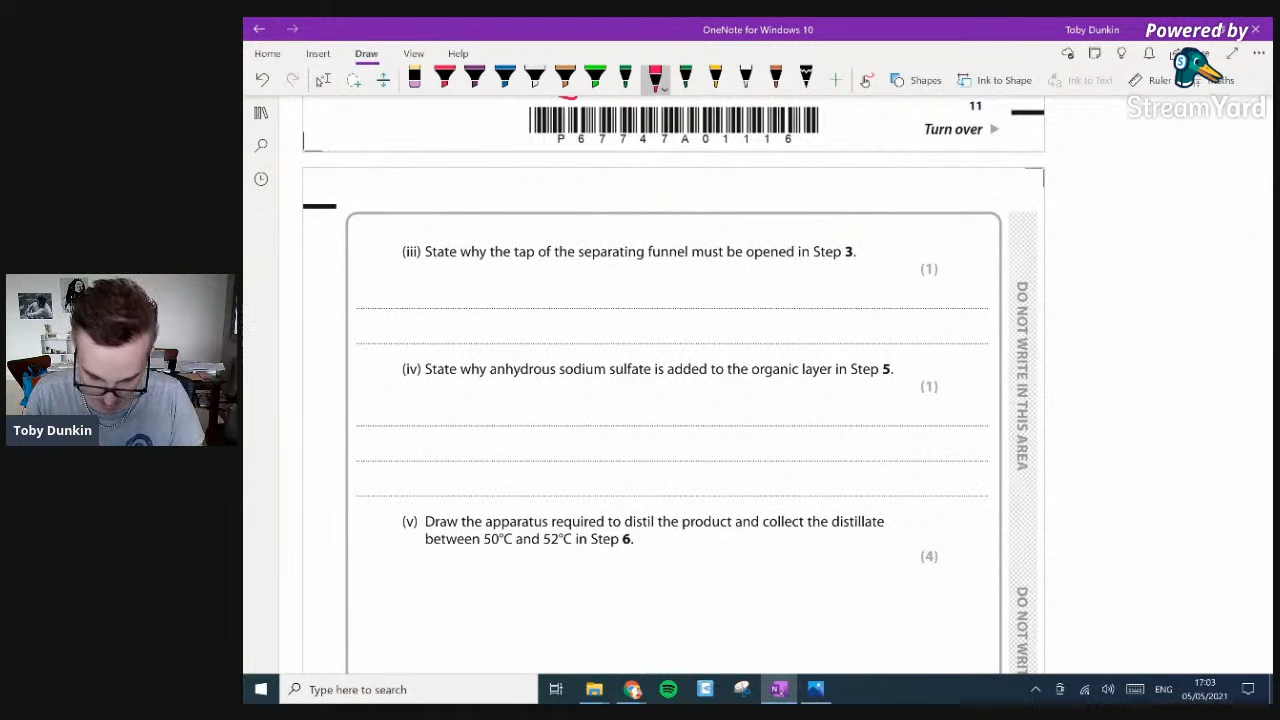 OneNote for Windows 10
Toby Dunkin
Powered by
StreamYard
Home Insert Draw View Help
Shapes Ink to Shape Ink to Text Ruler
P 6 7 7 4 7 A 0 1 1 1 6
11
Turn over
(iii) State why the tap of the separating funnel must be opened in Step 3.
(1)
(iv) State why anhydrous sodium sulfate is added to the organic layer in Step 5.
(1)
(v) Draw the apparatus required to distil the product and collect the distillate
between 50°C and 52°C in Step 6.
(4)
DO NOT WRITE IN THIS AREA
DO NOT WRIT
Toby Dunkin
Type here to search
ENG
17:03
05/05/2021